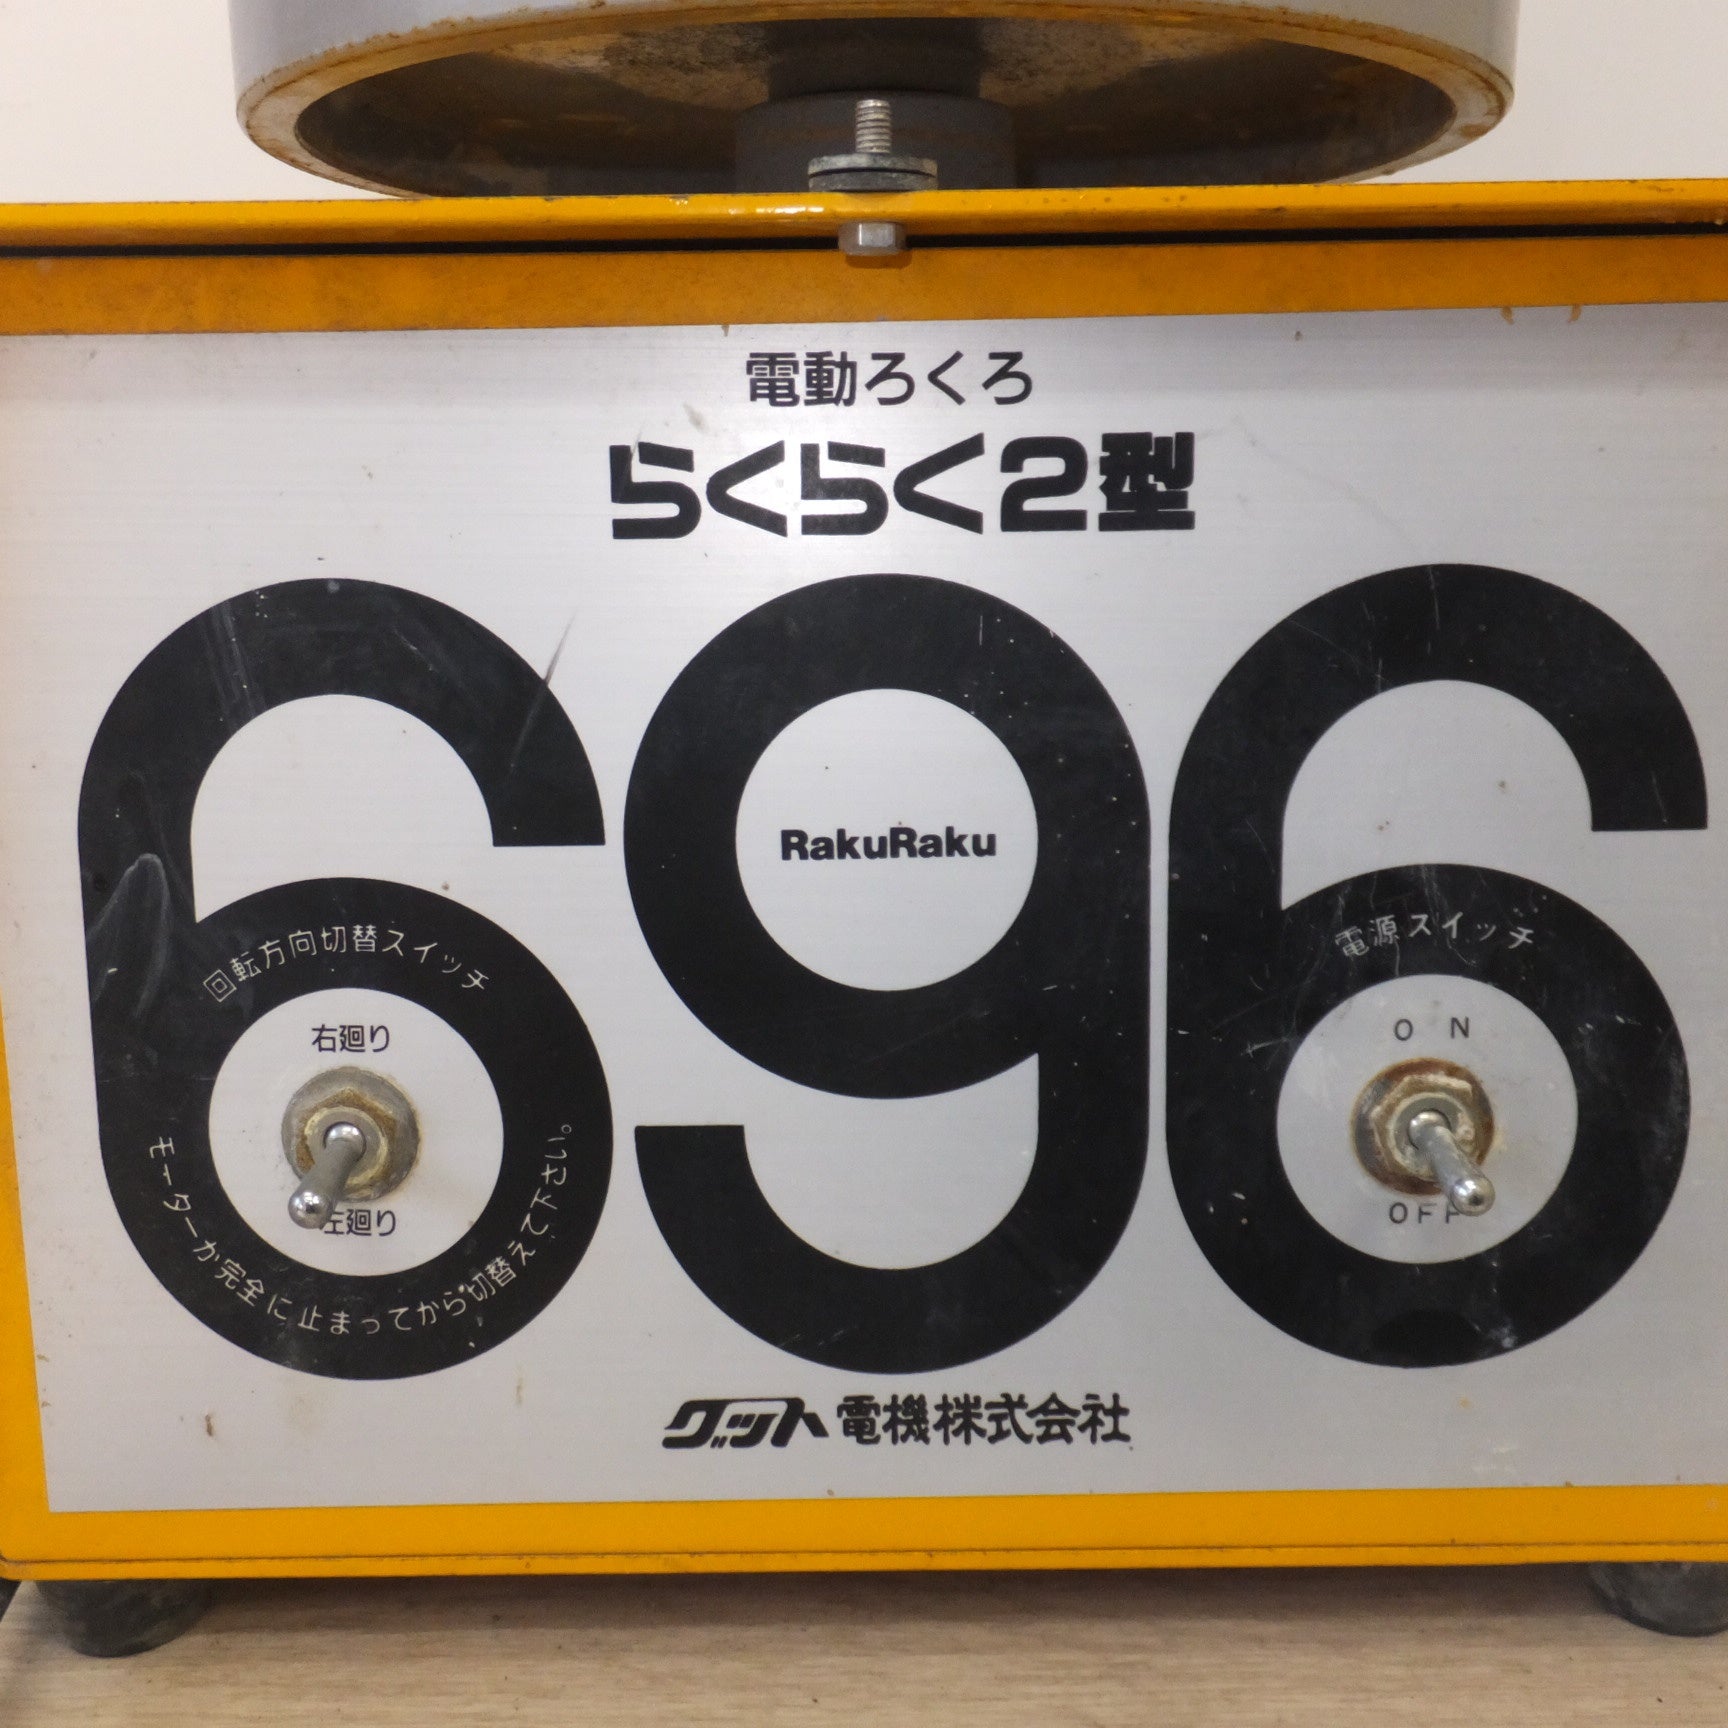 電動ろくろ
らくらく2型
696
RakuRaku
回転方向切替スイッチ
右廻り
左廻り
モーターが完全に止まってから切替えて下さい。
電源スイッチ
ON
OFF
グット電機株式会社